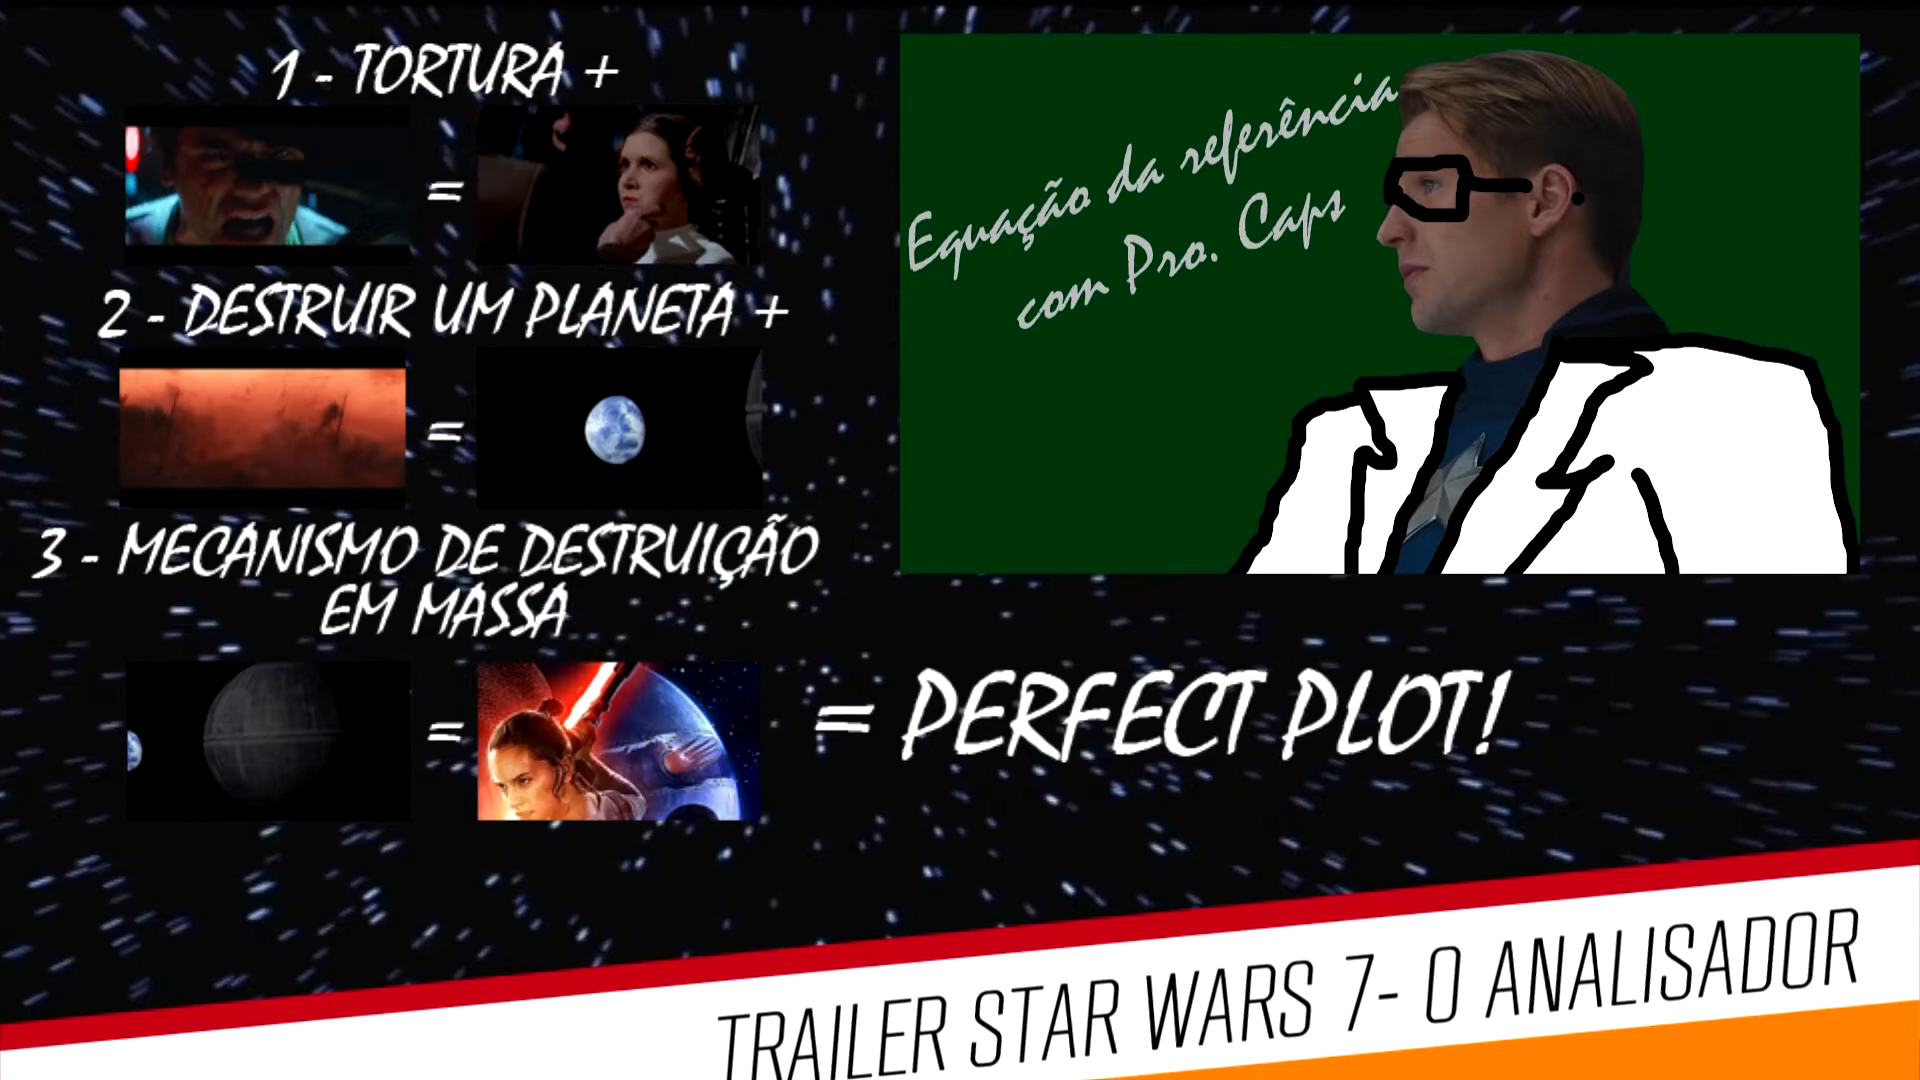 1 - TORTURA +
=
2 - DESTRUIR UM PLANETA +
=
3 - MECANISMO DE DESTRUIÇÃO
EM MASSA
=
= PERFECT PLOT!
Equação da referência
com Pro. Caps
TRAILER STAR WARS 7- O ANALISADOR